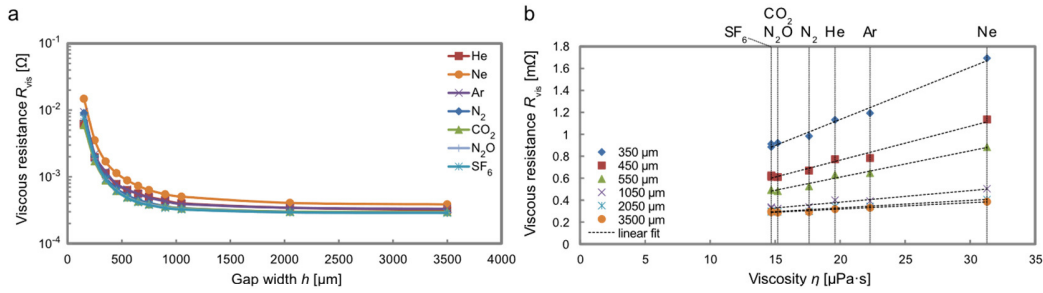 a
Viscous resistance Rvis [Ω]
10⁻¹
10⁻²
10⁻³
10⁻⁴
0 500 1000 1500 2000 2500 3000 3500 4000
Gap width h [μm]
He
Ne
Ar
N₂
CO₂
N₂O
SF₆
b
CO₂
SF₆ N₂O N₂ He Ar Ne
Viscous resistance Rvis [mΩ]
1.8
1.6
1.4
1.2
1
0.8
0.6
0.4
0.2
0
0 5 10 15 20 25 30 35
Viscosity η [μPa·s]
350 μm
450 μm
550 μm
1050 μm
2050 μm
3500 μm
linear fit